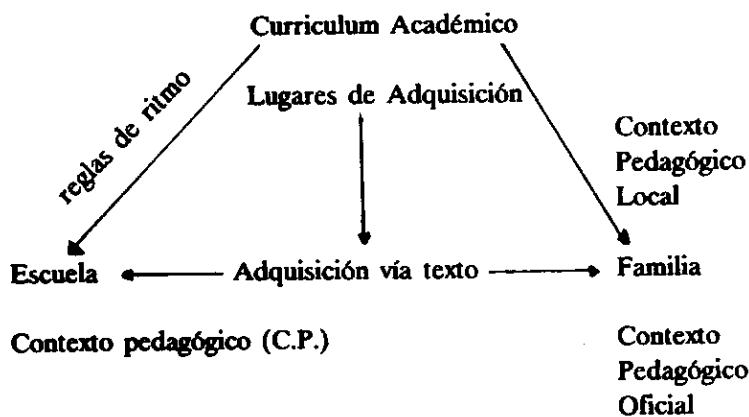 Curriculum Académico
reglas de ritmo
Lugares de Adquisición
Contexto
Pedagógico
Local
Escuela
Adquisición vía texto
Familia
Contexto pedagógico (C.P.)
Contexto
Pedagógico
Oficial